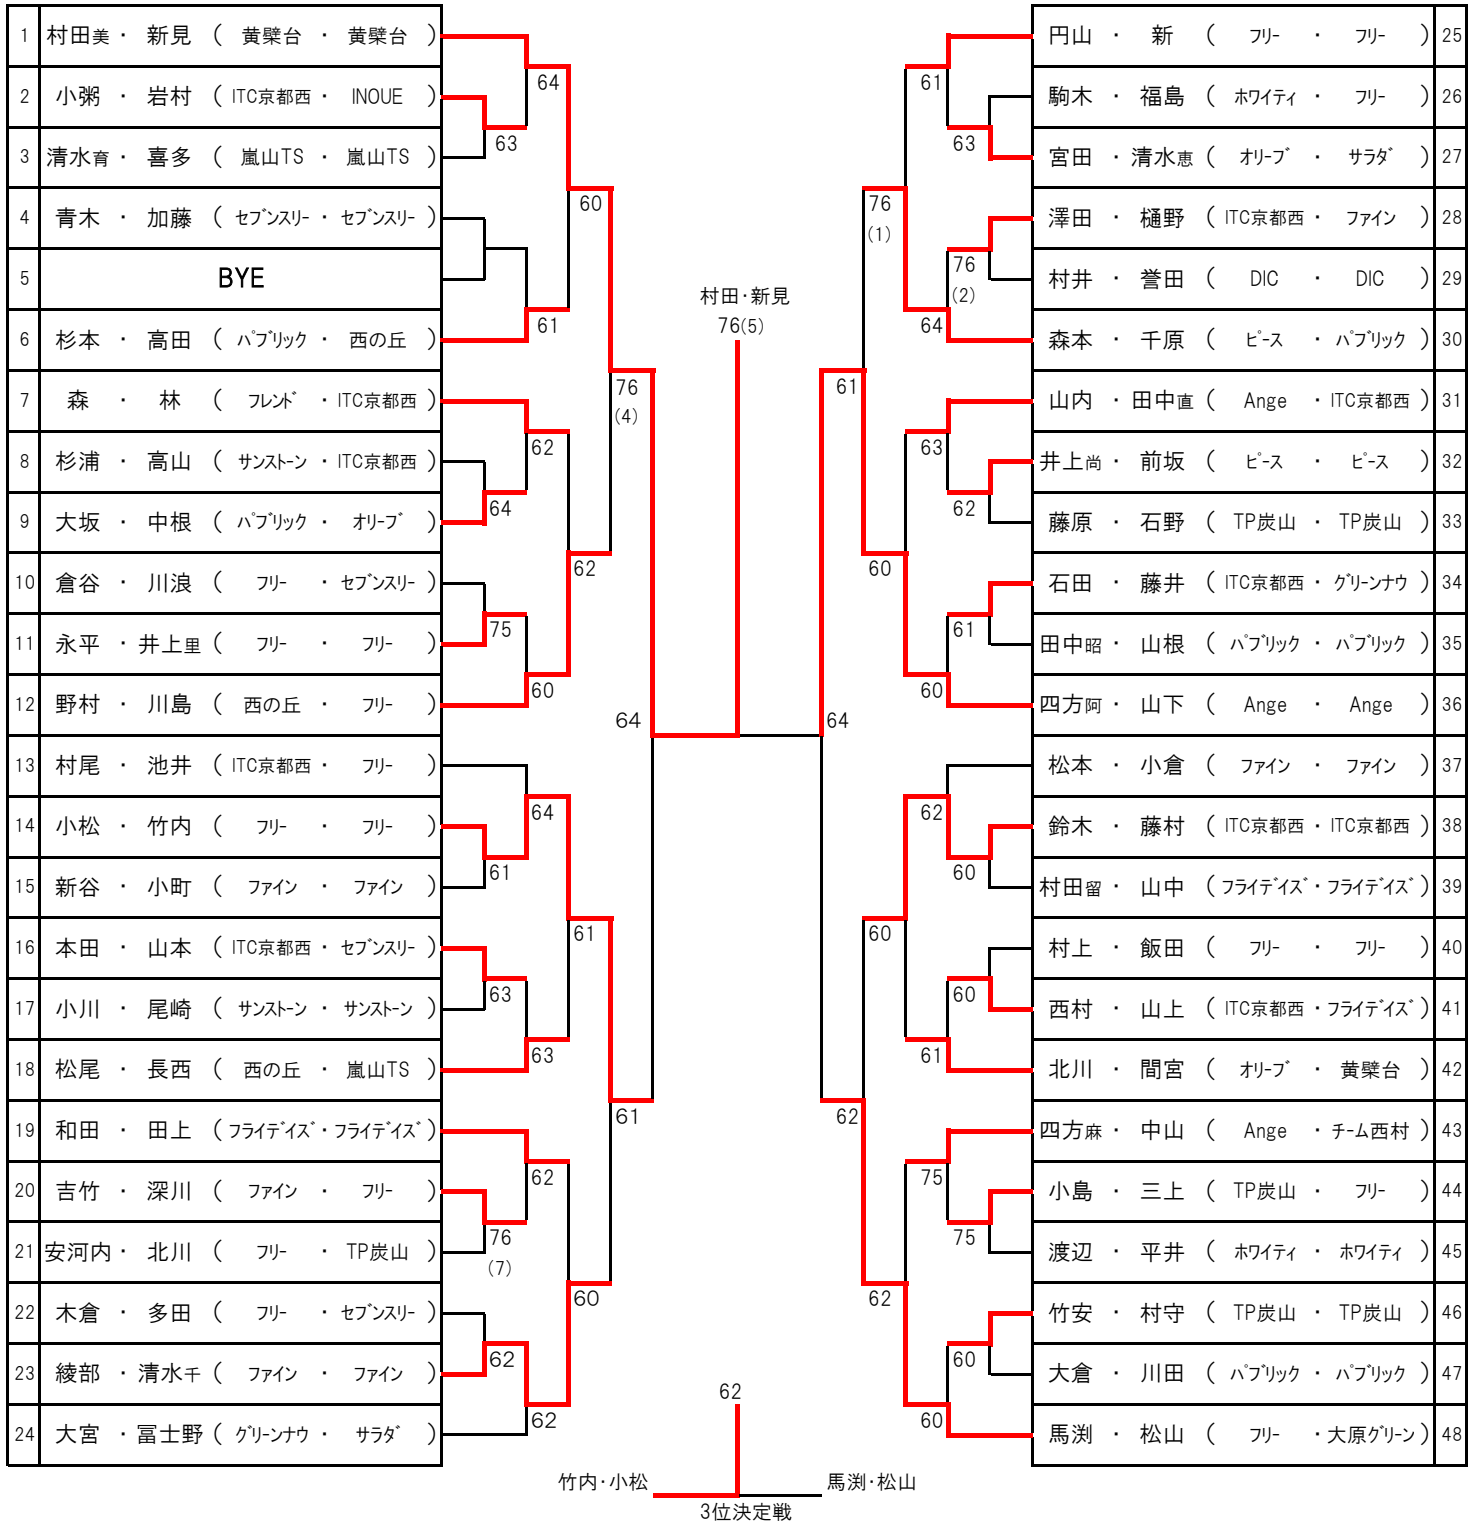 1 村田美 ・ 新見 ( 黄檗台 ・ 黄檗台 )
2 小粥 ・ 岩村 ( ITC京都西 ・ INOUE )
3 清水育 ・ 喜多 ( 嵐山TS ・ 嵐山TS )
4 青木 ・ 加藤 ( セブンスリー ・ セブンスリー )
5 BYE
6 杉本 ・ 高田 ( パブリック ・ 西の丘 )
7 森 ・ 林 ( フレンド ・ ITC京都西 )
8 杉浦 ・ 高山 ( サンストーン ・ ITC京都西 )
9 大坂 ・ 中根 ( パブリック ・ オリーブ )
10 倉谷 ・ 川浪 ( フリー ・ セブンスリー )
11 永平 ・ 井上里 ( フリー ・ フリー )
12 野村 ・ 川島 ( 西の丘 ・ フリー )
13 村尾 ・ 池井 ( ITC京都西 ・ フリー )
14 小松 ・ 竹内 ( フリー ・ フリー )
15 新谷 ・ 小町 ( ファイン ・ ファイン )
16 本田 ・ 山本 ( ITC京都西 ・ セブンスリー )
17 小川 ・ 尾崎 ( サンストーン ・ サンストーン )
18 松尾 ・ 長西 ( 西の丘 ・ 嵐山TS )
19 和田 ・ 田上 ( フライデイズ ・ フライデイズ )
20 吉竹 ・ 深川 ( ファイン ・ フリー )
21 安河内 ・ 北川 ( フリー ・ TP炭山 )
22 木倉 ・ 多田 ( フリー ・ セブンスリー )
23 綾部 ・ 清水千 ( ファイン ・ ファイン )
24 大宮 ・ 冨士野 ( グリーンナウ ・ サラダ )
63
64
75
61
63
76
(7)
62
64
61
62
60
64
63
62
62
60
62
61
60
76
(4)
61
64
村田・新見
76(5)
64
61
62
76
(1)
60
60
62
61
64
63
60
62
61
75
60
63
76
(2)
62
61
60
60
75
60
円山 ・ 新 ( フリー ・ フリー ) 25
駒木 ・ 福島 ( ホワイティ ・ フリー ) 26
宮田 ・ 清水恵 ( オリーブ ・ サラダ ) 27
澤田 ・ 樋野 ( ITC京都西 ・ ファイン ) 28
村井 ・ 誉田 ( DIC ・ DIC ) 29
森本 ・ 千原 ( ピース ・ パブリック ) 30
山内 ・ 田中直 ( Ange ・ ITC京都西 ) 31
井上尚 ・ 前坂 ( ピース ・ ピース ) 32
藤原 ・ 石野 ( TP炭山 ・ TP炭山 ) 33
石田 ・ 藤井 ( ITC京都西 ・ グリーンナウ ) 34
田中昭 ・ 山根 ( パブリック ・ パブリック ) 35
四方阿 ・ 山下 ( Ange ・ Ange ) 36
松本 ・ 小倉 ( ファイン ・ ファイン ) 37
鈴木 ・ 藤村 ( ITC京都西 ・ ITC京都西 ) 38
村田留 ・ 山中 ( フライデイズ ・ フライデイズ ) 39
村上 ・ 飯田 ( フリー ・ フリー ) 40
西村 ・ 山上 ( ITC京都西 ・ フライデイズ ) 41
北川 ・ 間宮 ( オリーブ ・ 黄檗台 ) 42
四方麻 ・ 中山 ( Ange ・ チーム西村 ) 43
小島 ・ 三上 ( TP炭山 ・ フリー ) 44
渡辺 ・ 平井 ( ホワイティ ・ ホワイティ ) 45
竹安 ・ 村守 ( TP炭山 ・ TP炭山 ) 46
大倉 ・ 川田 ( パブリック ・ パブリック ) 47
馬渕 ・ 松山 ( フリー ・ 大原グリーン ) 48
62
竹内・小松
馬渕・松山
3位決定戦